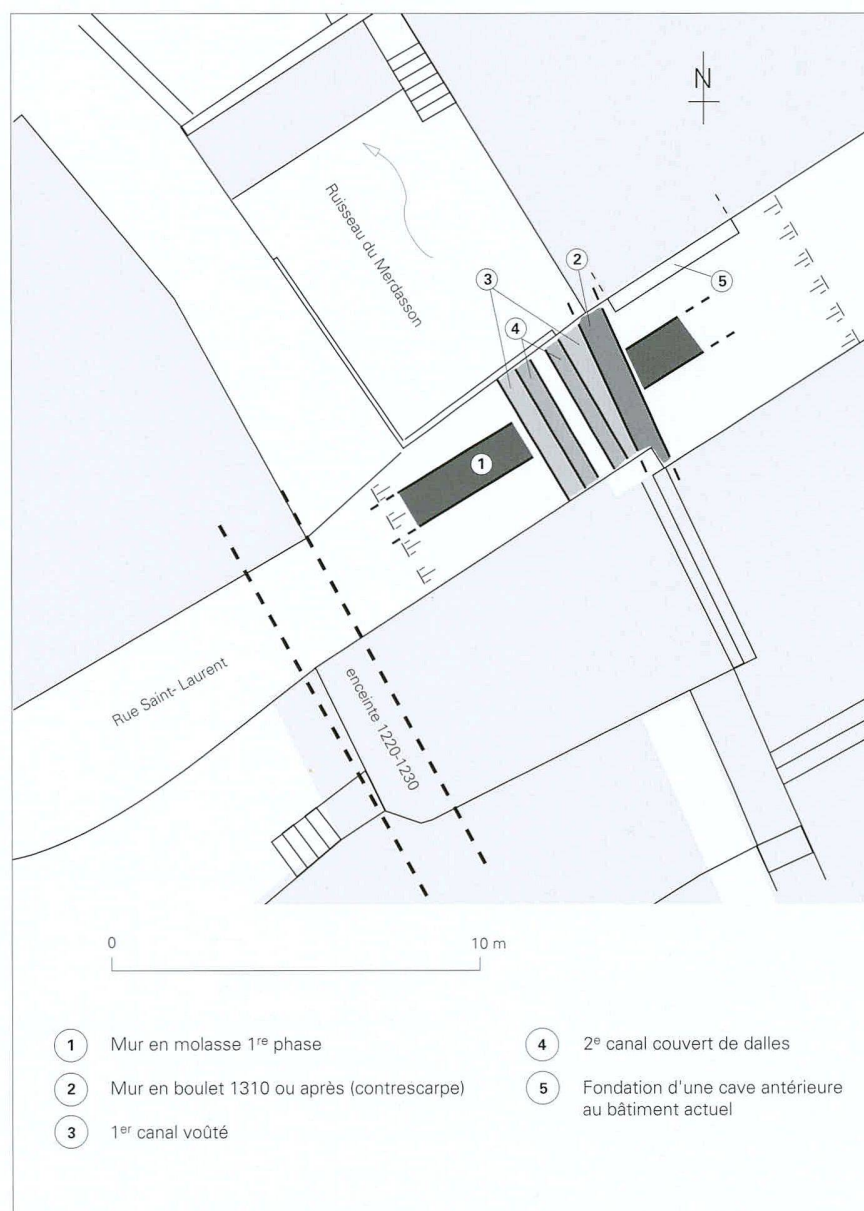 N
Ruisseau du Merdasson
2
3
5
4
1
Rue Saint- Laurent
enceinte 1220-1230
0 10 m
1 Mur en molasse 1re phase
2 Mur en boulet 1310 ou après (contrescarpe)
3 1er canal voûté
4 2e canal couvert de dalles
5 Fondation d'une cave antérieure
au bâtiment actuel